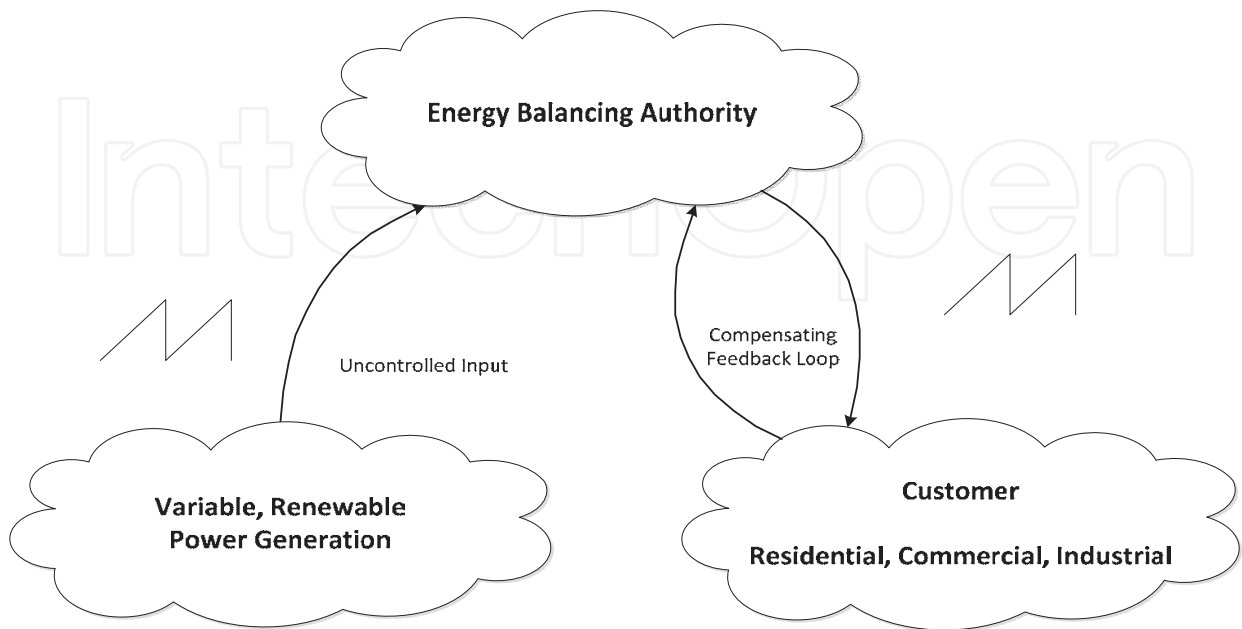 IntechOpen
Energy Balancing Authority
Uncontrolled Input
Compensating
Feedback Loop
Variable, Renewable
Power Generation
Customer
Residential, Commercial, Industrial